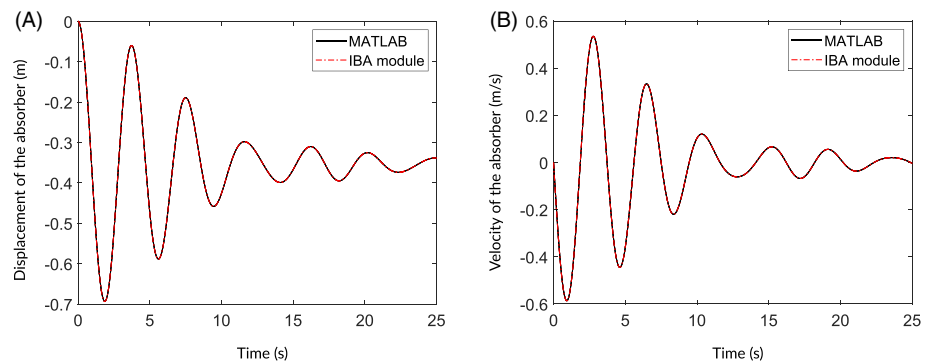 (A)
Displacement of the absorber (m)
0
-0.1
-0.2
-0.3
-0.4
-0.5
-0.6
-0.7
MATLAB
IBA module
0 5 10 15 20 25
Time (s)
(B)
Velocity of the absorber (m/s)
0.6
0.4
0.2
0
-0.2
-0.4
-0.6
MATLAB
IBA module
0 5 10 15 20 25
Time (s)